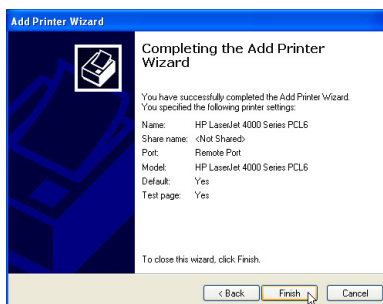 Add Printer Wizard
Completing the Add Printer
Wizard
You have successfully completed the Add Printer Wizard.
You specified the following printer settings:
Name: HP LaserJet 4000 Series PCL6
Share name: <Not Shared>
Port: Remote Port
Model: HP LaserJet 4000 Series PCL6
Default: Yes
Test page: Yes
To close this wizard, click Finish.
< Back Finish Cancel